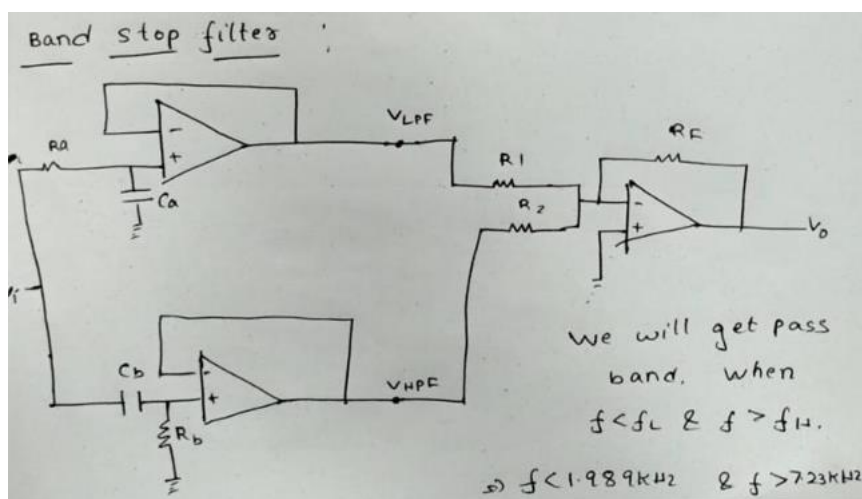 Band stop filter :
VLPF
RF
Ra
R1
-
+
Ca
R2
-
+
Vo
Vi
We will get pass
band. when
Cb
-
+
VHPF
f<fL & f>fH.
Rb
⇒) f<1.989KHz & f>7.23KHz